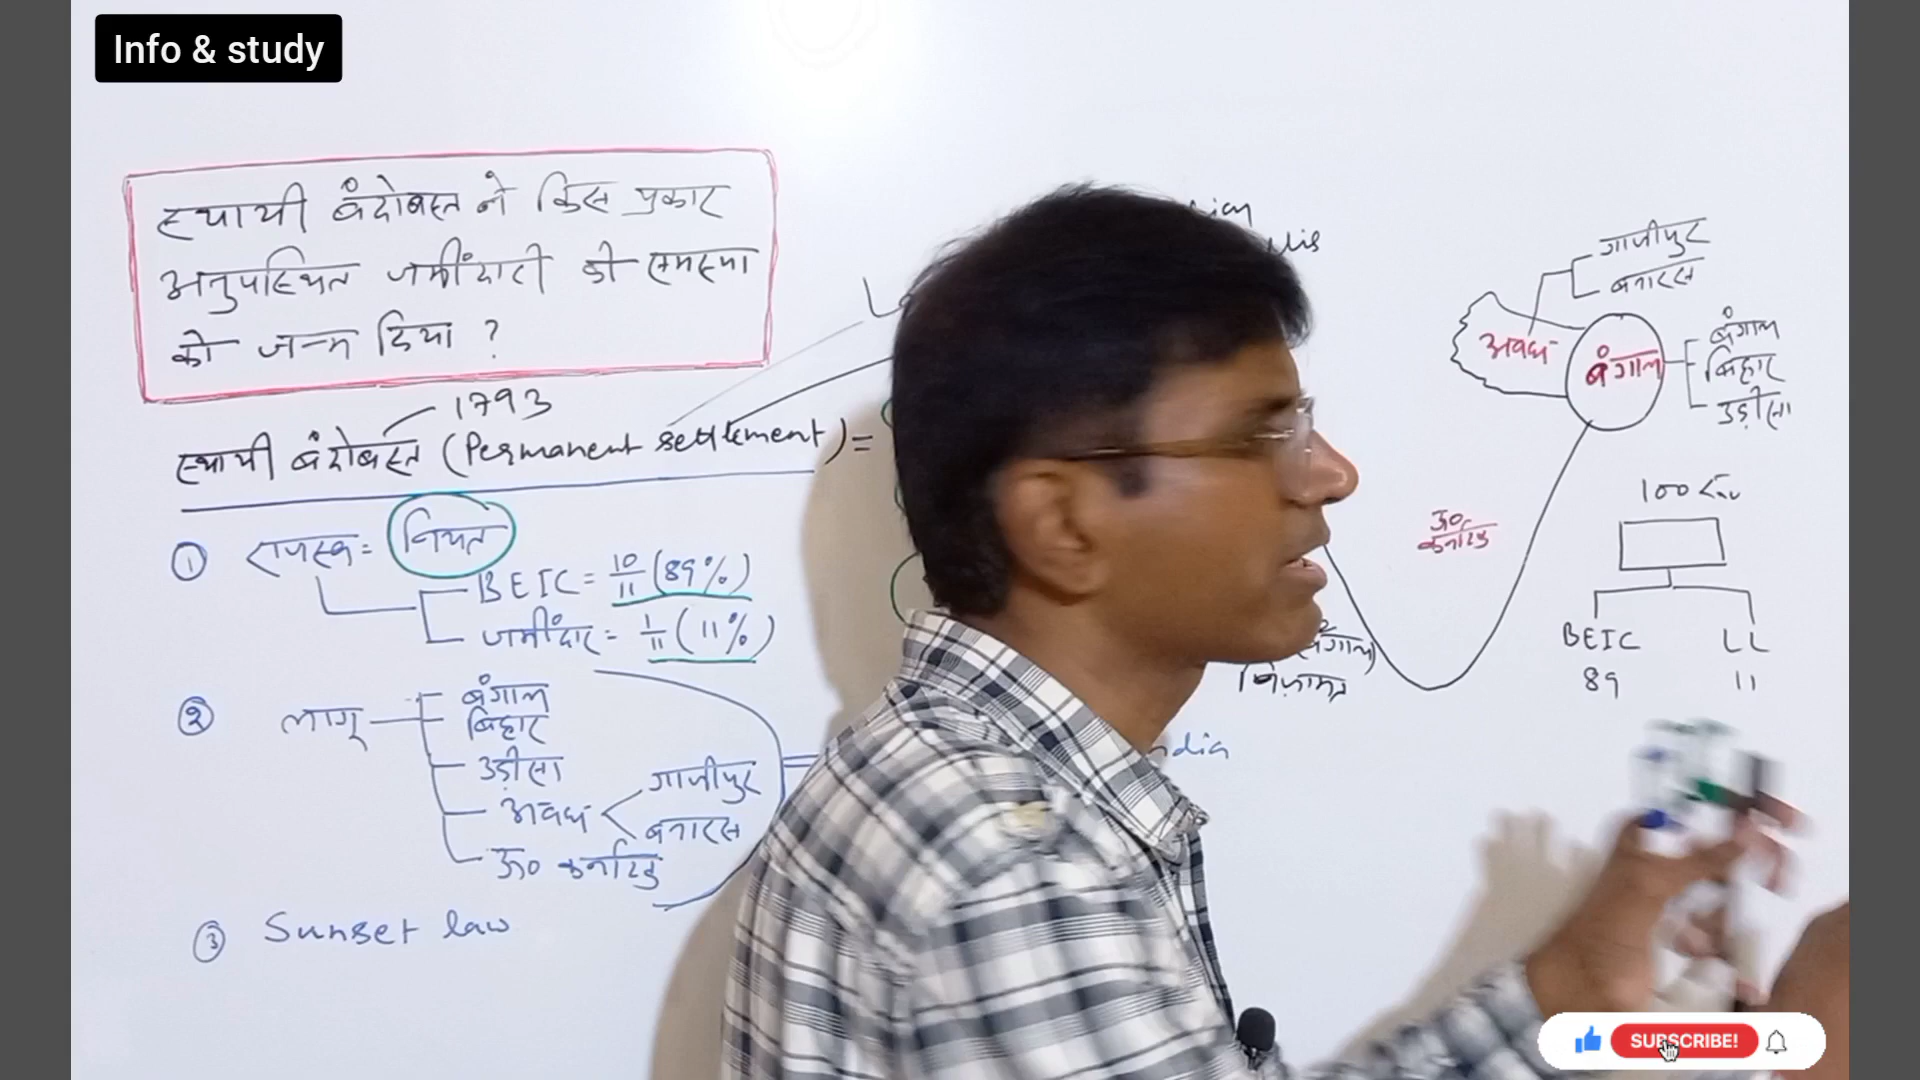 Info & study
स्थायी बंदोबस्त ने किस प्रकार
अनुपस्थित जमींदारी की समस्या
को जन्म दिया ?
1793
स्थायी बंदोबस्त (Permanent settlement) =
① राजस्व = नियत
BEIC = 10/11 (89%)
जमींदार = 1/11 (11%)
② लागू
बंगाल
बिहार
उड़ीसा
अवध
गाजीपुर
बनारस
उ० कर्नाटक
③ Sunset law
गाजीपुर
बनारस
अवध
बंगाल
बंगाल
बिहार
उड़ीसा
उ० कर्नाटक
100
BEIC LL
89 11
SUBSCRIBE!